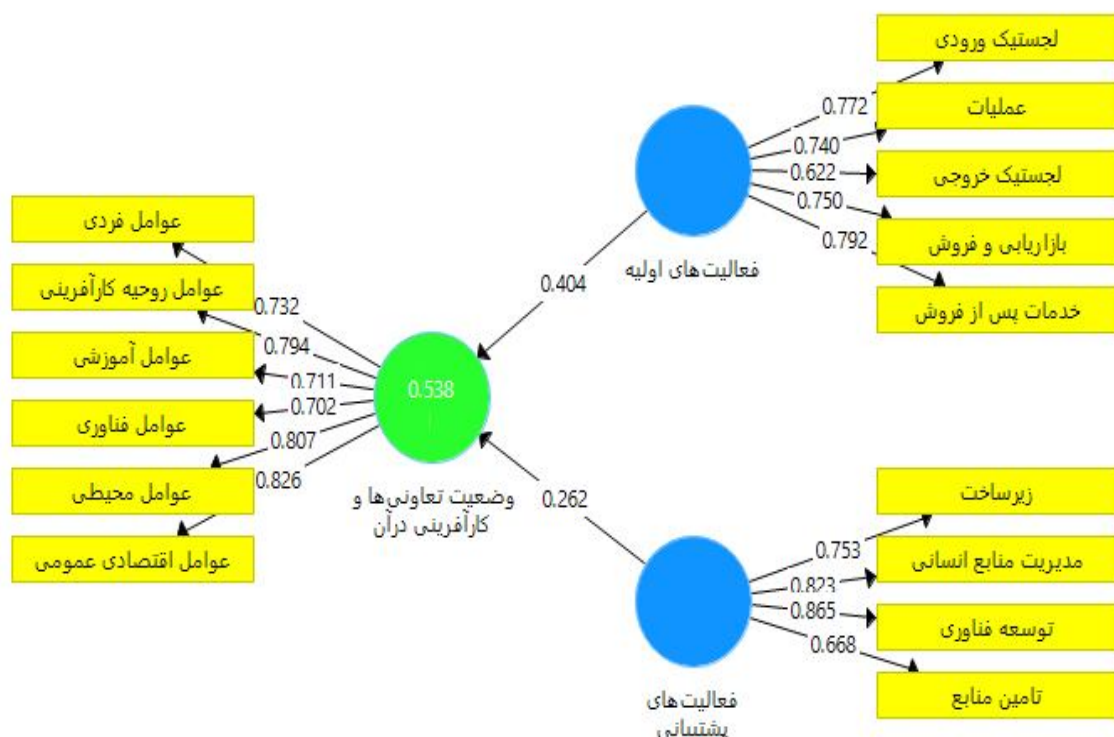 لجستیک ورودی
عملیات
لجستیک خروجی
بازاریابی و فروش
خدمات پس از فروش
0.772
0.740
0.622
0.750
0.792
فعالیت‌های اولیه
0.404
عوامل فردی
عوامل روحیه کارآفرینی
عوامل آموزشی
عوامل فناوری
عوامل محیطی
عوامل اقتصادی عمومی
0.732
0.794
0.711
0.702
0.807
0.826
0.538
وضعیت تعاونی‌ها و
کارآفرینی درآن
0.262
زیرساخت
مدیریت منابع انسانی
توسعه فناوری
تامین منابع
0.753
0.823
0.865
0.668
فعالیت‌های
پشتیبانی